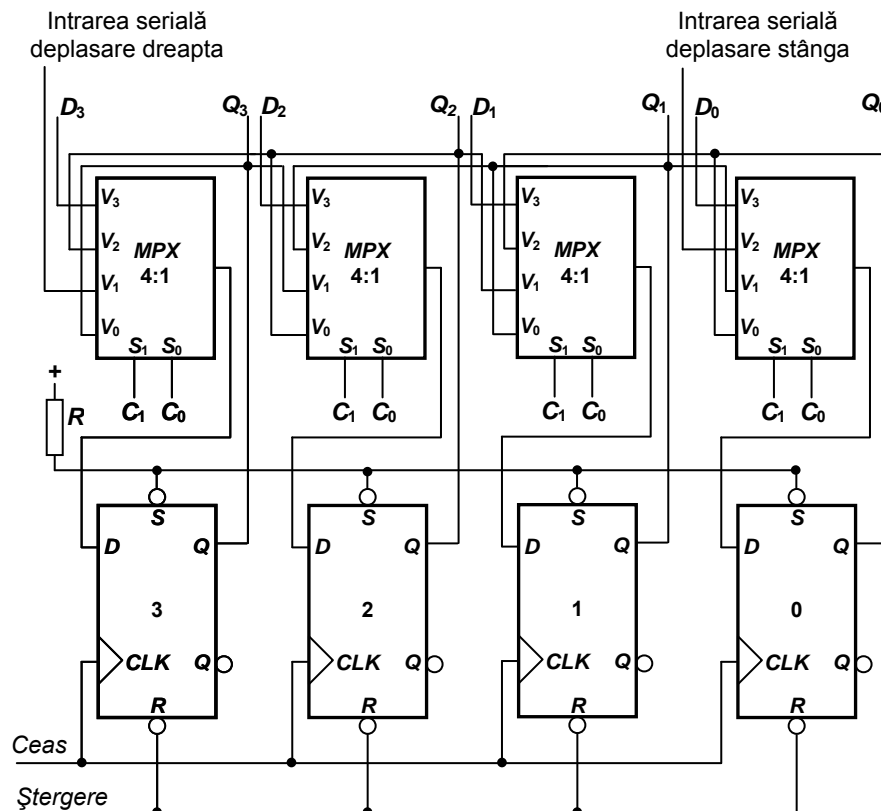 Intrarea serială
deplasare dreapta
Intrarea serială
deplasare stânga
D3 Q3 D2 Q2 D1 Q1 D0
V3 V3 V3 V3
V2 MPX V2 MPX V2 MPX V2 MPX
V1 4:1 V1 4:1 V1 4:1 V1 4:1
V0 V0 V0 V0
S1 S0 S1 S0 S1 S0 S1 S0
+
R C1 C0 C1 C0 C1 C0 C1 C0
S S S S
D Q D Q D Q D Q
3 2 1 0
CLK Q CLK Q CLK Q CLK Q
R R R R
Ceas
Ştergere